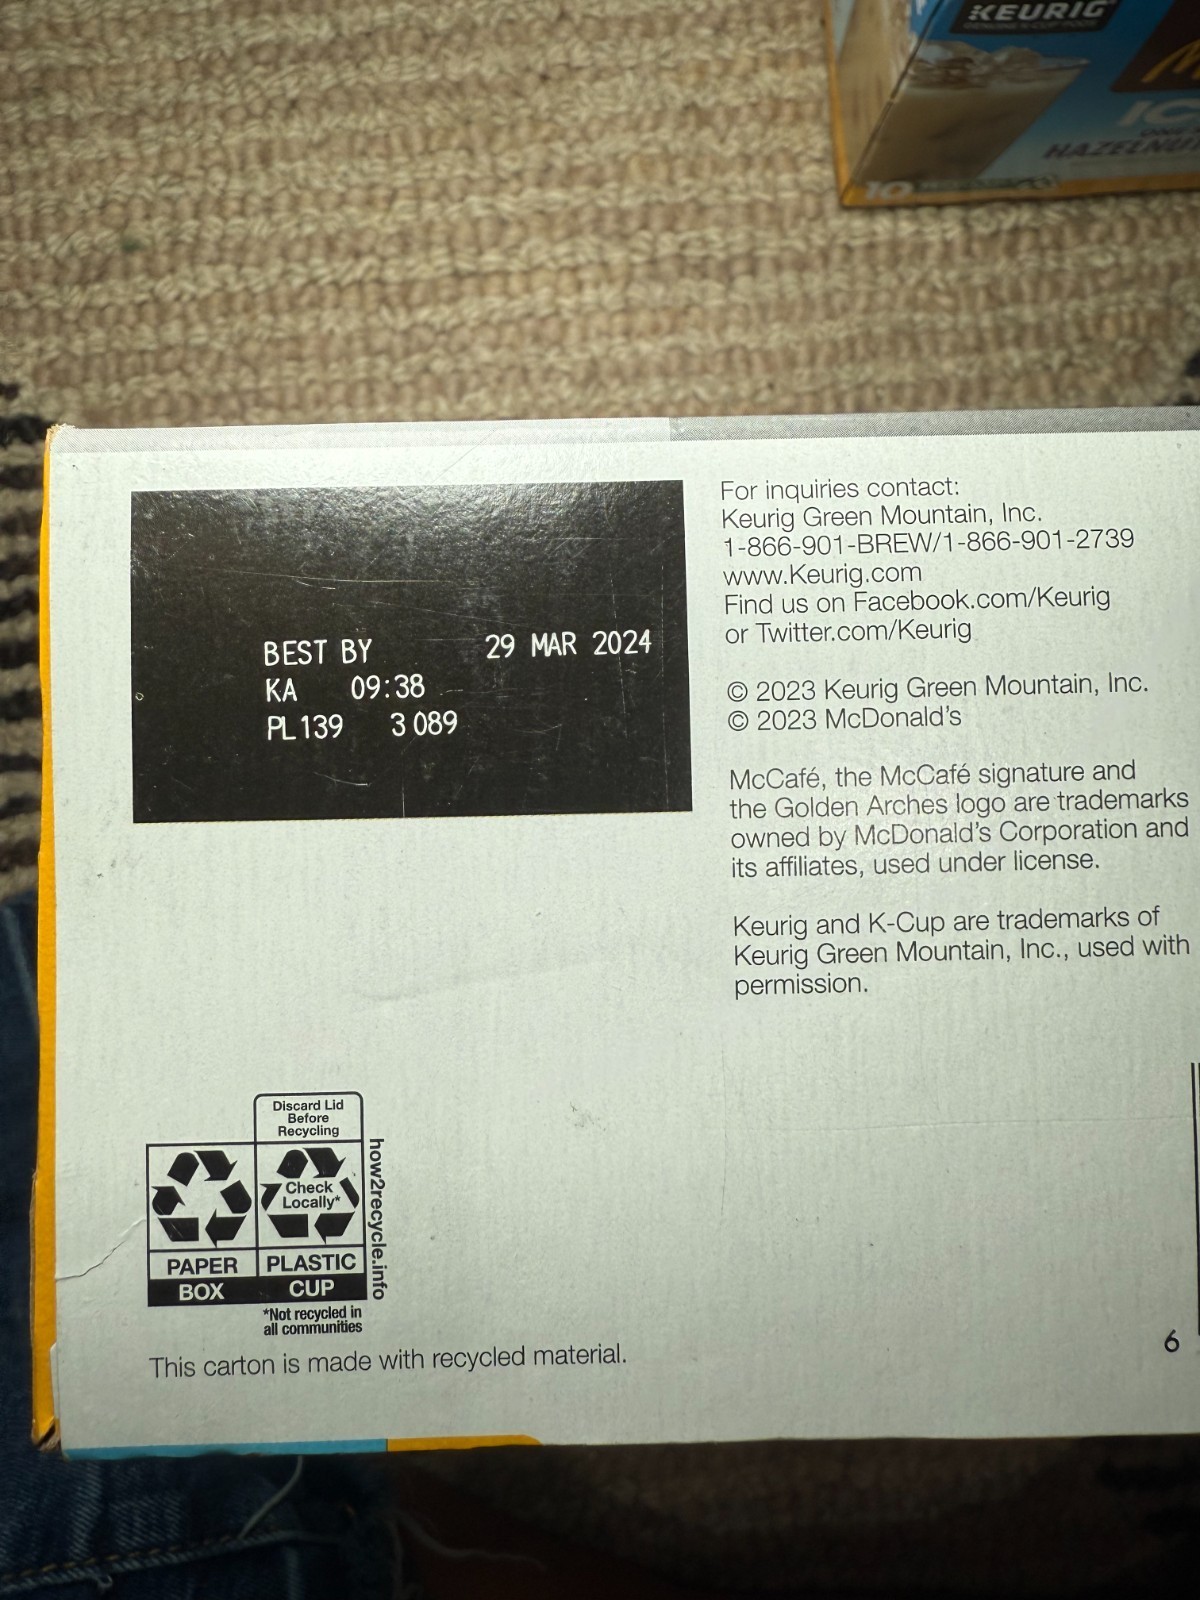 KEURIG
HAZELNUT
10
BEST BY 29 MAR 2024
KA 09:38
PL139 3 089
For inquiries contact:
Keurig Green Mountain, Inc.
1-866-901-BREW/1-866-901-2739
www.Keurig.com
Find us on Facebook.com/Keurig
or Twitter.com/Keurig
© 2023 Keurig Green Mountain, Inc.
© 2023 McDonald's
McCafé, the McCafé signature and
the Golden Arches logo are trademarks
owned by McDonald's Corporation and
its affiliates, used under license.
Keurig and K-Cup are trademarks of
Keurig Green Mountain, Inc., used with
permission.
Discard Lid
Before
Recycling
Check
Locally*
PAPER
BOX
PLASTIC
CUP
*Not recycled in
all communities
how2recycle.info
This carton is made with recycled material.
6